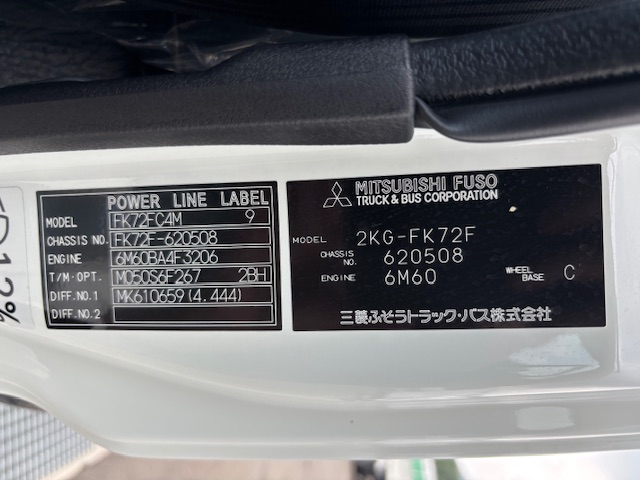 POWER LINE LABEL
MODEL FK72FC4M 9
CHASSIS NO. FK72F-620508
ENGINE 6M60BA4F3206
T/M·OPT. M050S6F267 2BH
DIFF.NO.1 MK610659(4.444)
DIFF.NO.2
MITSUBISHI FUSO
TRUCK & BUS CORPORATION
MODEL 2KG-FK72F
CHASSIS NO. 620508
ENGINE 6M60
WHEEL BASE C
三菱ふそうトラック・バス株式会社